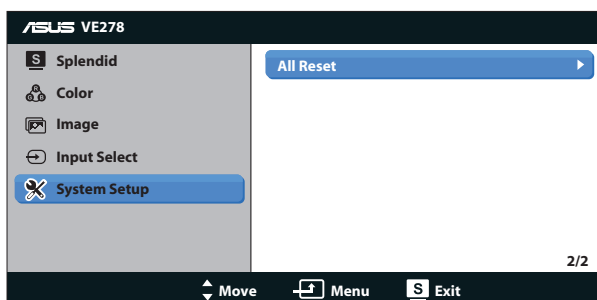 ASUS VE278
S Splendid
Color
Image
Input Select
System Setup
All Reset
2/2
Move Menu S Exit